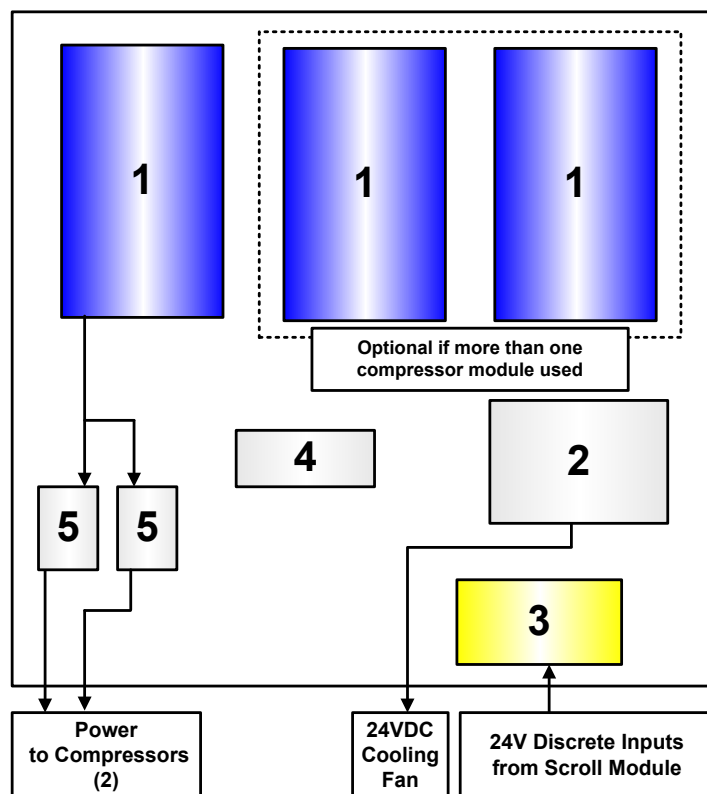 1
1
1
Optional if more than one
compressor module used
4
2
5
5
3
Power
to Compressors
(2)
24VDC
Cooling
Fan
24V Discrete Inputs
from Scroll Module